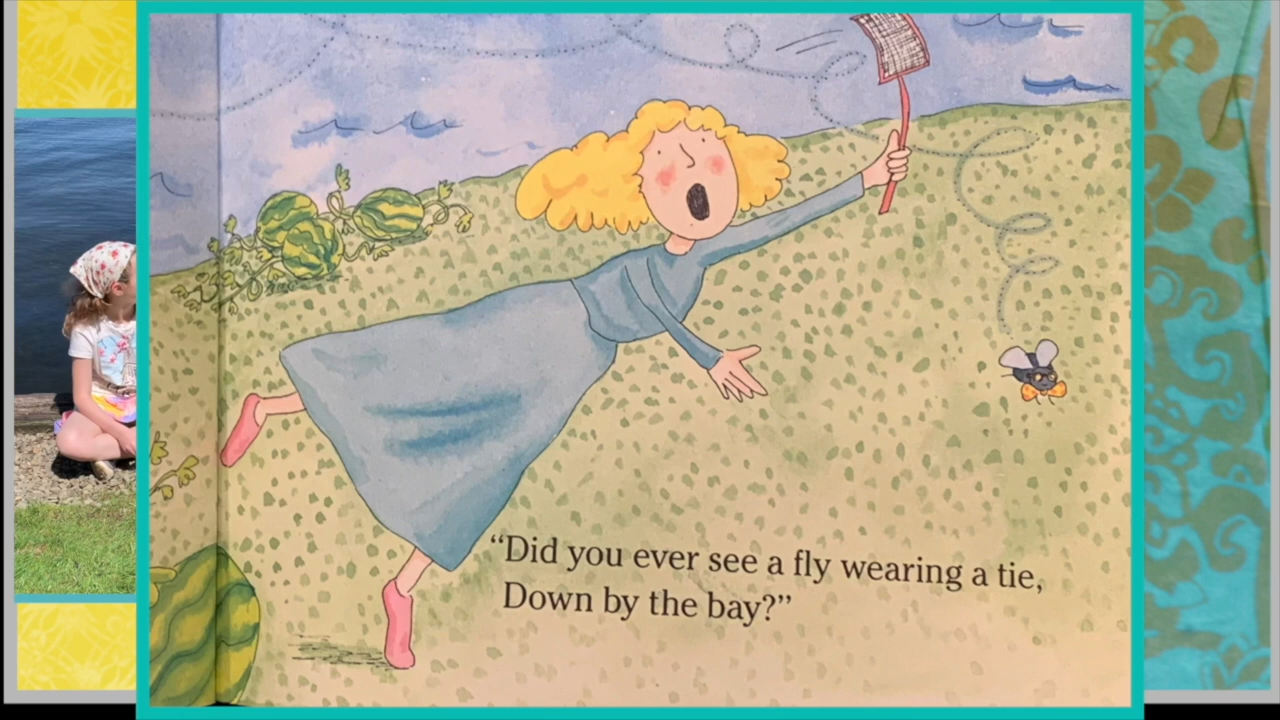 “Did you ever see a fly wearing a tie,
Down by the bay?”